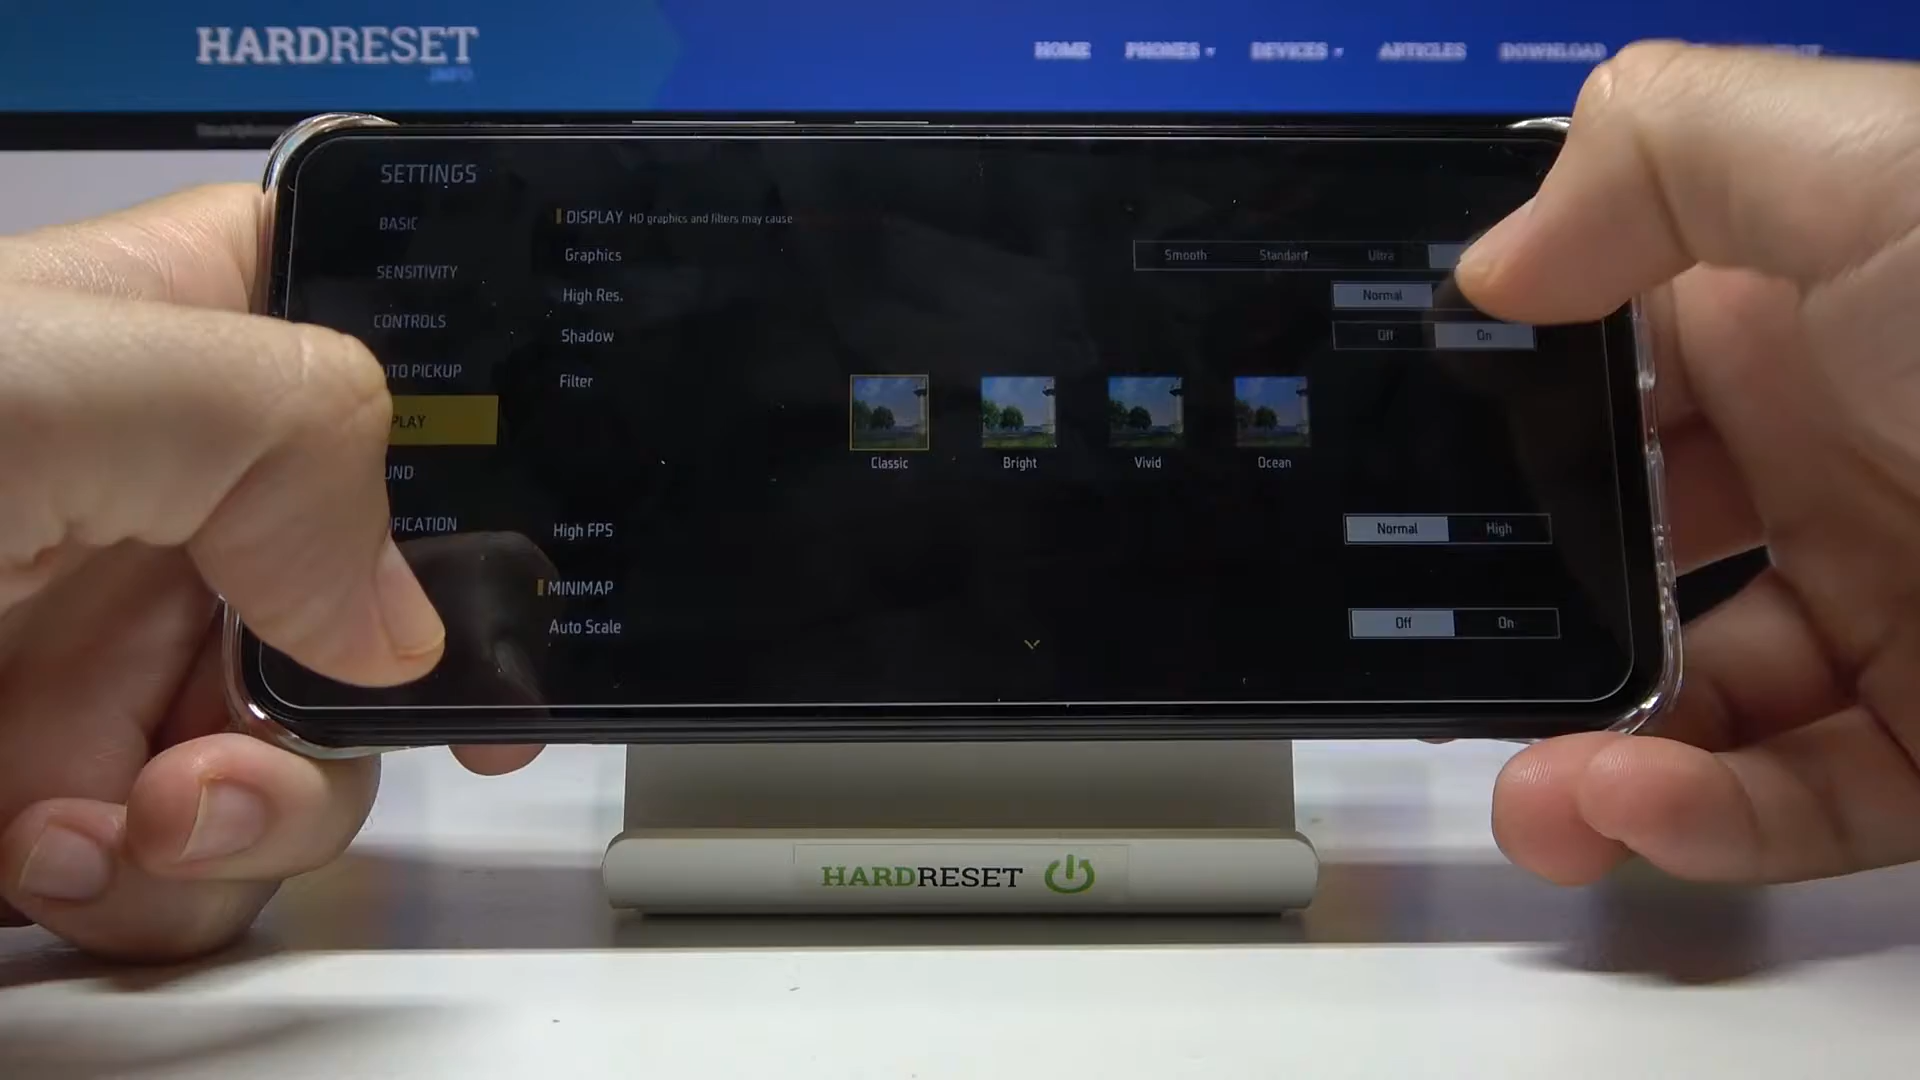 HARDRESET
.INFO
HOME PHONES DEVICES ARTICLES DOWNLOAD
SETTINGS
BASIC
SENSITIVITY
CONTROLS
UTO PICKUP
PLAY
UND
IFICATION
DISPLAY HD graphics and filters may cause
Graphics Smooth Standard Ultra
High Res. Normal
Shadow Off On
Filter
Classic Bright Vivid Ocean
High FPS Normal High
MINIMAP
Auto Scale Off On
HARDRESET